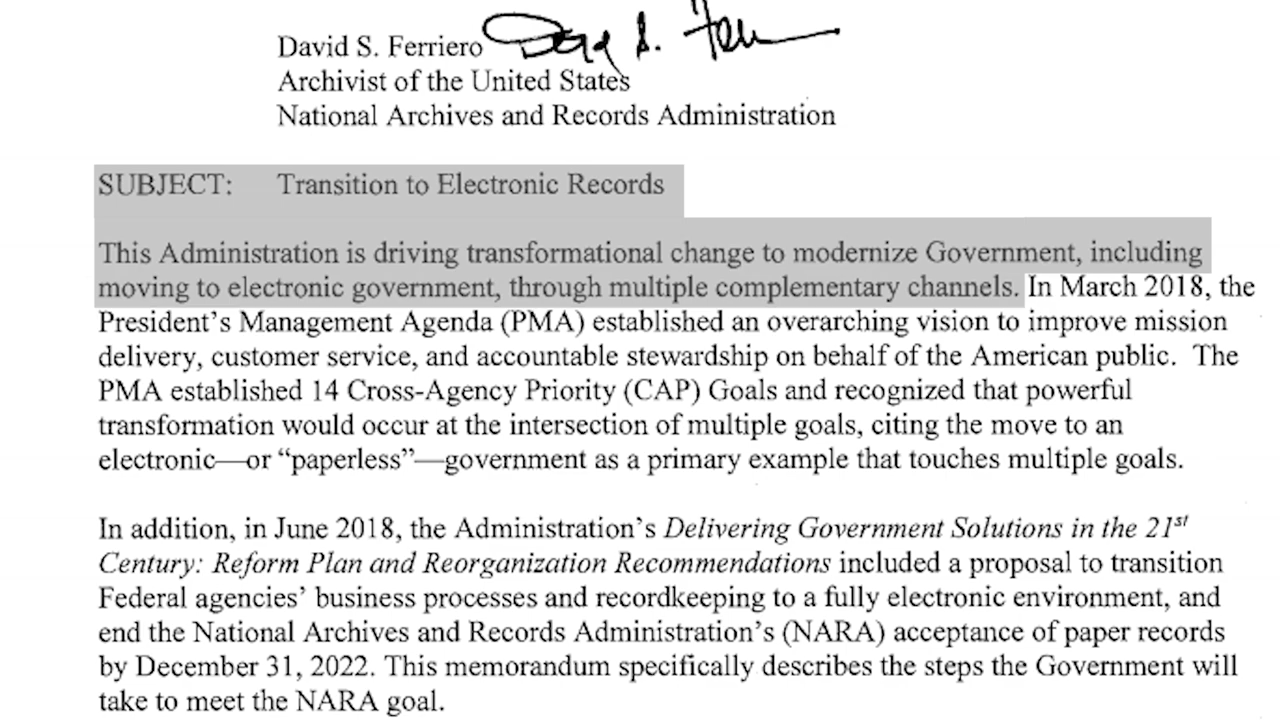 David S. Ferriero
Archivist of the United States
National Archives and Records Administration
SUBJECT: Transition to Electronic Records
This Administration is driving transformational change to modernize Government, including
moving to electronic government, through multiple complementary channels. In March 2018, the
President’s Management Agenda (PMA) established an overarching vision to improve mission
delivery, customer service, and accountable stewardship on behalf of the American public. The
PMA established 14 Cross-Agency Priority (CAP) Goals and recognized that powerful
transformation would occur at the intersection of multiple goals, citing the move to an
electronic—or “paperless”—government as a primary example that touches multiple goals.
In addition, in June 2018, the Administration’s Delivering Government Solutions in the 21st
Century: Reform Plan and Reorganization Recommendations included a proposal to transition
Federal agencies’ business processes and recordkeeping to a fully electronic environment, and
end the National Archives and Records Administration’s (NARA) acceptance of paper records
by December 31, 2022. This memorandum specifically describes the steps the Government will
take to meet the NARA goal.